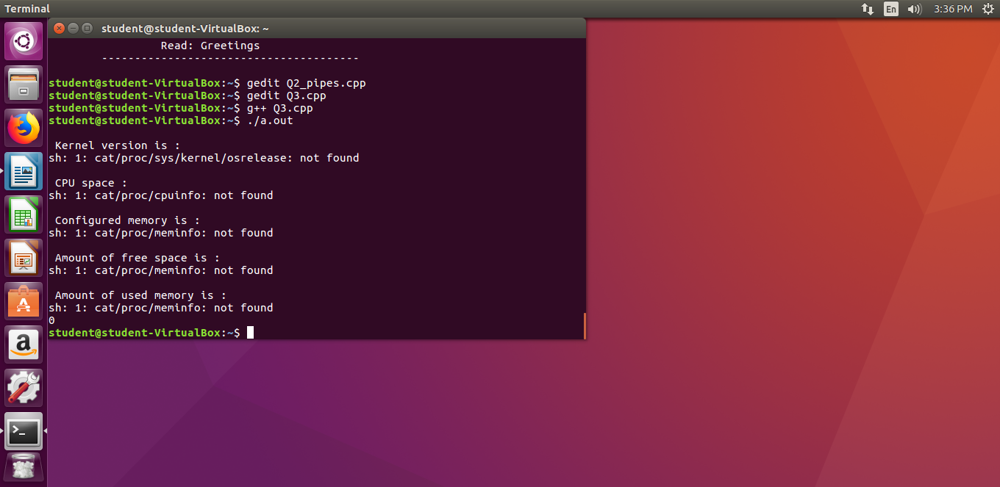 Terminal
En
3:36 PM
student@student-VirtualBox: ~
Read: Greetings
---------------------------------------
student@student-VirtualBox:~$ gedit Q2_pipes.cpp
student@student-VirtualBox:~$ gedit Q3.cpp
student@student-VirtualBox:~$ g++ Q3.cpp
student@student-VirtualBox:~$ ./a.out
Kernel version is :
sh: 1: cat/proc/sys/kernel/osrelease: not found
CPU space :
sh: 1: cat/proc/cpuinfo: not found
Configured memory is :
sh: 1: cat/proc/meminfo: not found
Amount of free space is :
sh: 1: cat/proc/meminfo: not found
Amount of used memory is :
sh: 1: cat/proc/meminfo: not found
0
student@student-VirtualBox:~$